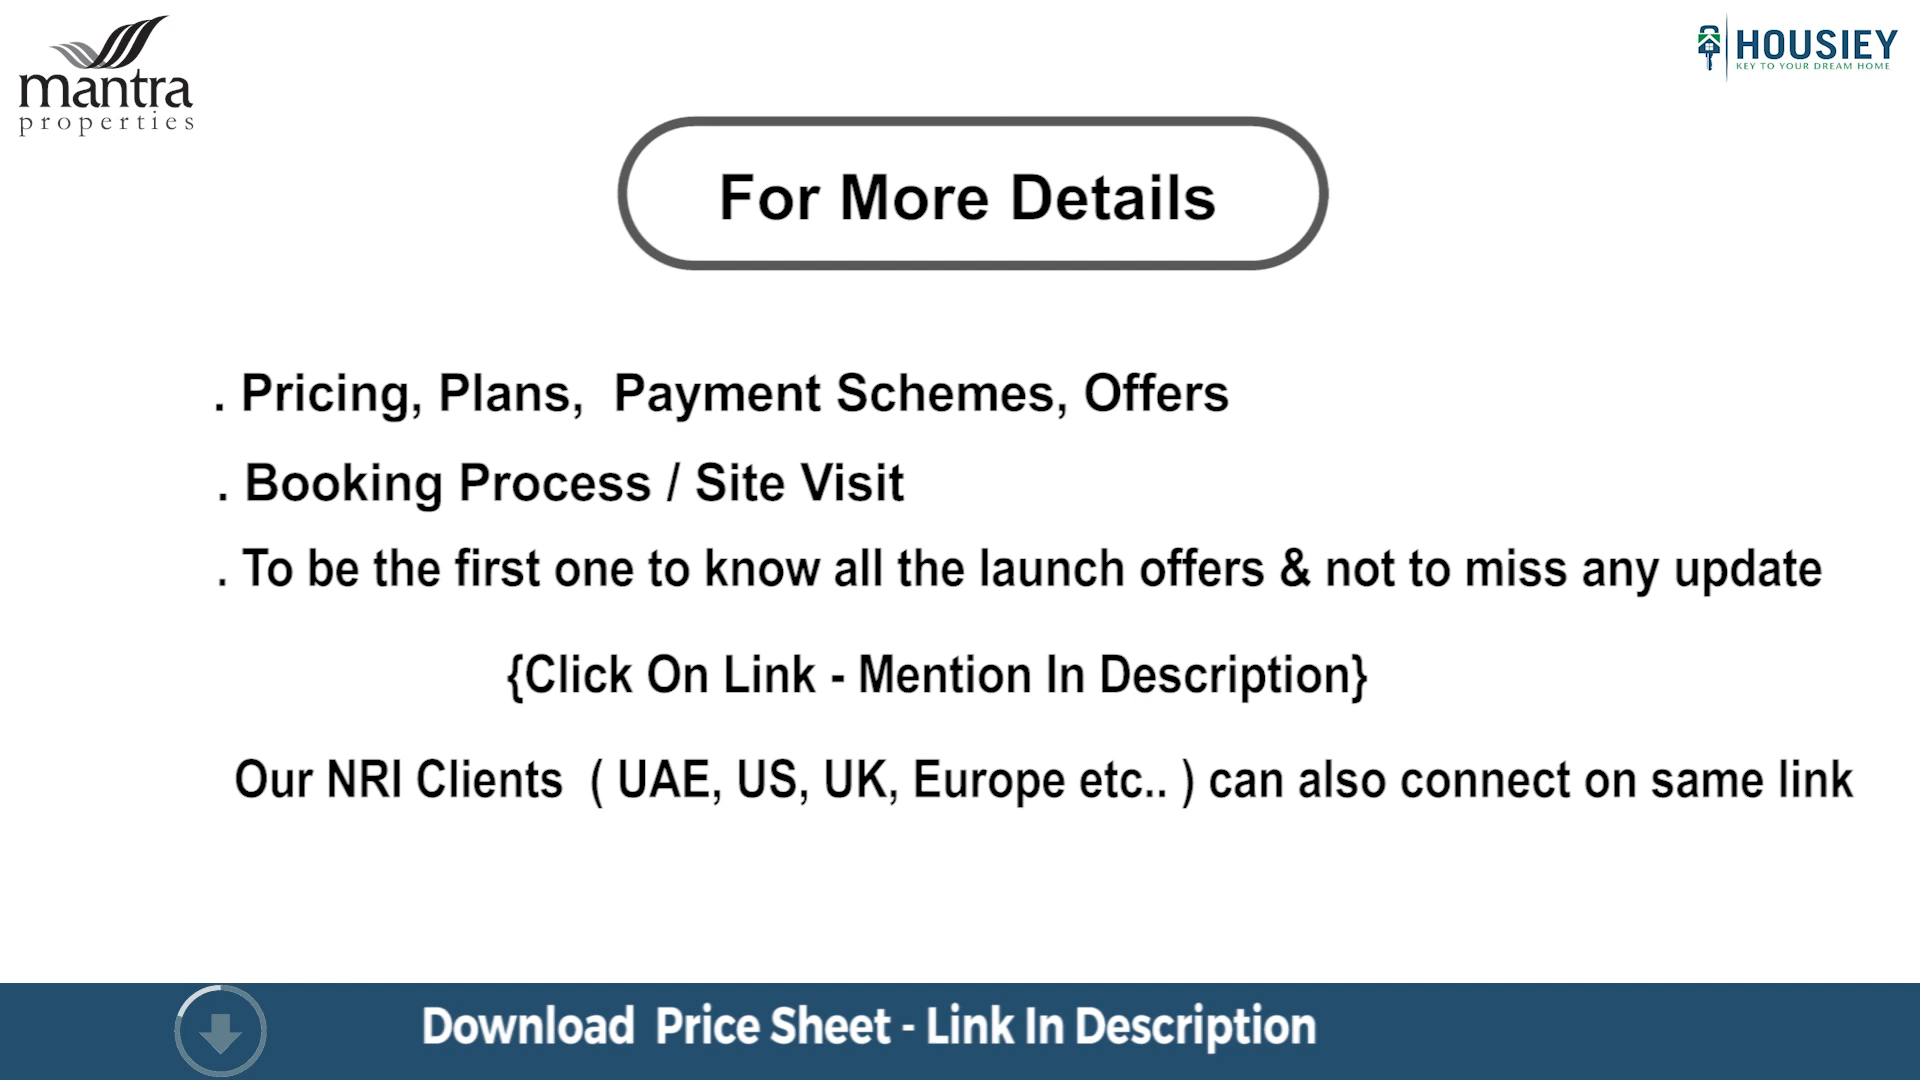 mantra
properties
HOUSIEY
KEY TO YOUR DREAM HOME
For More Details
. Pricing, Plans,  Payment Schemes, Offers
. Booking Process / Site Visit
. To be the first one to know all the launch offers & not to miss any update
{Click On Link - Mention In Description}
Our NRI Clients  ( UAE, US, UK, Europe etc.. ) can also connect on same link
Download  Price Sheet - Link In Description